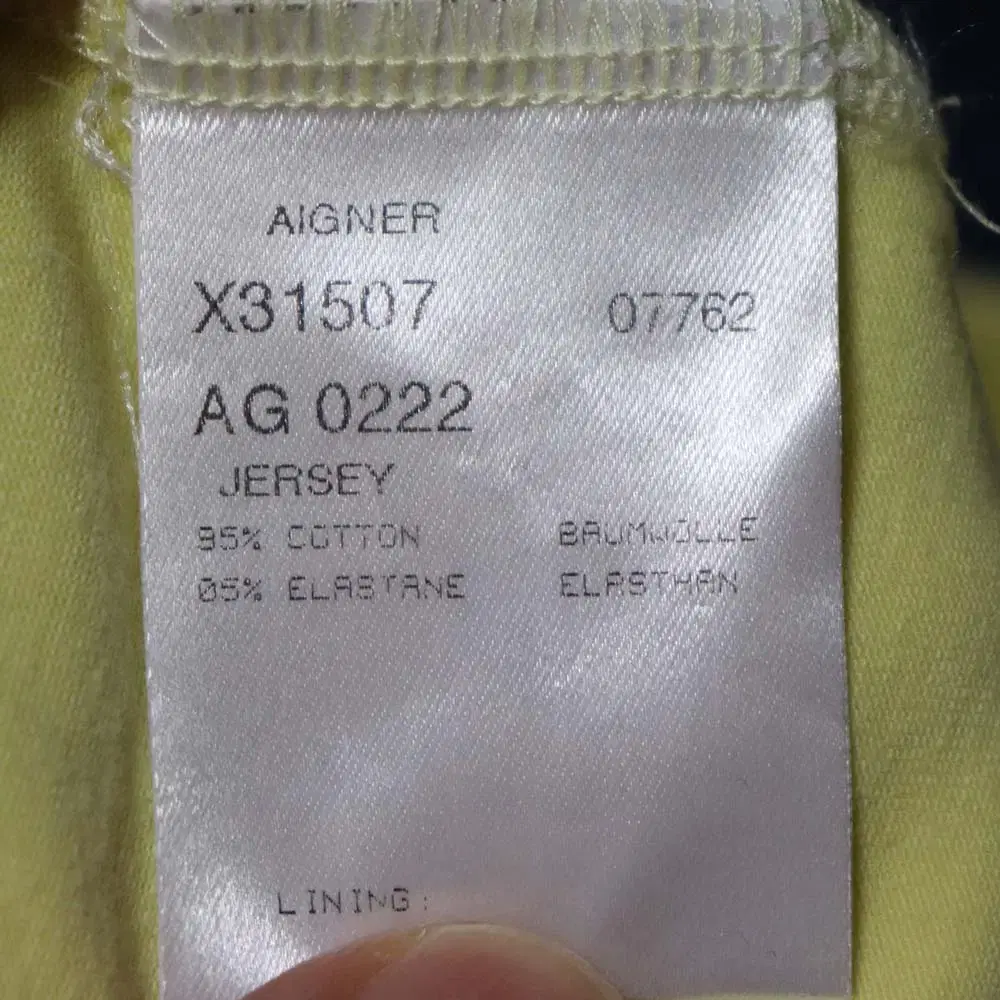 AIGNER
X31507 07762
AG 0222
JERSEY
95% COTTON BAUMWOLLE
05% ELASTANE ELASTHAN
LINING: